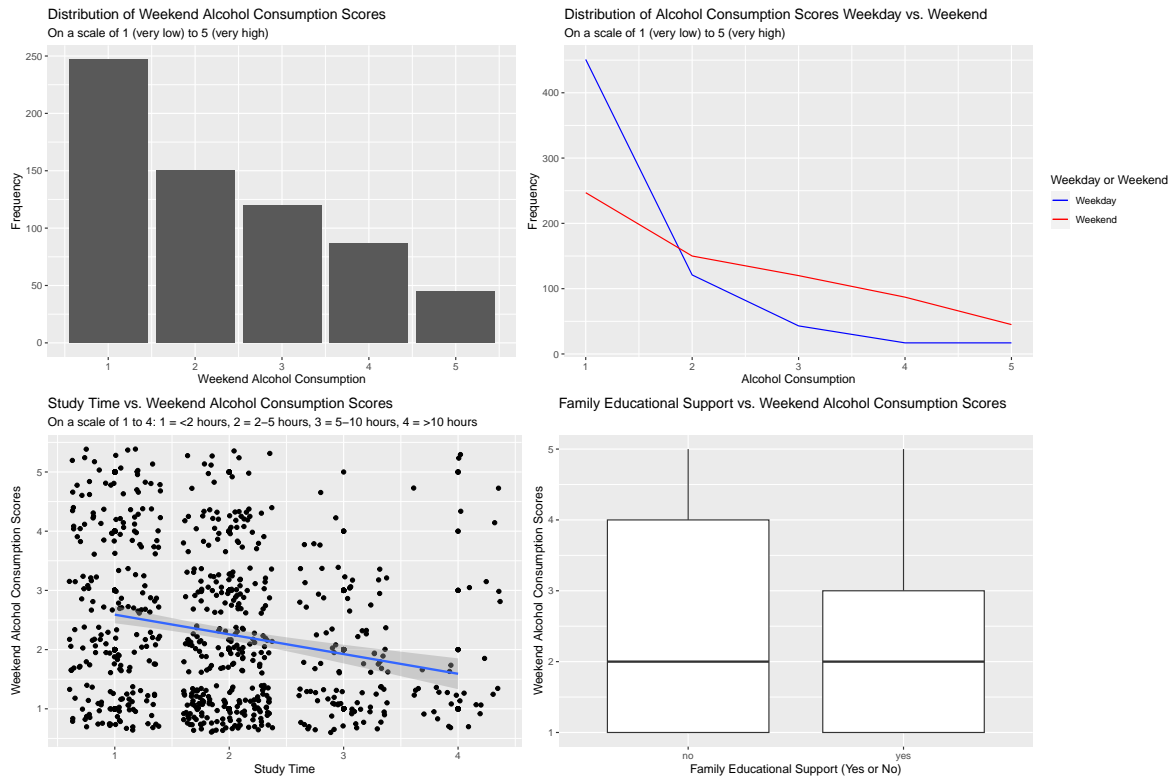 Distribution of Weekend Alcohol Consumption Scores
On a scale of 1 (very low) to 5 (very high)
250
200
150
100
50
0
Frequency
1 2 3 4 5
Weekend Alcohol Consumption
Distribution of Alcohol Consumption Scores Weekday vs. Weekend
On a scale of 1 (very low) to 5 (very high)
400
300
200
100
0
Frequency
1 2 3 4 5
Alcohol Consumption
Weekday or Weekend
Weekday
Weekend
Study Time vs. Weekend Alcohol Consumption Scores
On a scale of 1 to 4: 1 = <2 hours, 2 = 2−5 hours, 3 = 5−10 hours, 4 = >10 hours
5
4
3
2
1
Weekend Alcohol Consumption Scores
1 2 3 4
Study Time
Family Educational Support vs. Weekend Alcohol Consumption Scores
5
4
3
2
1
Weekend Alcohol Consumption Scores
no yes
Family Educational Support (Yes or No)